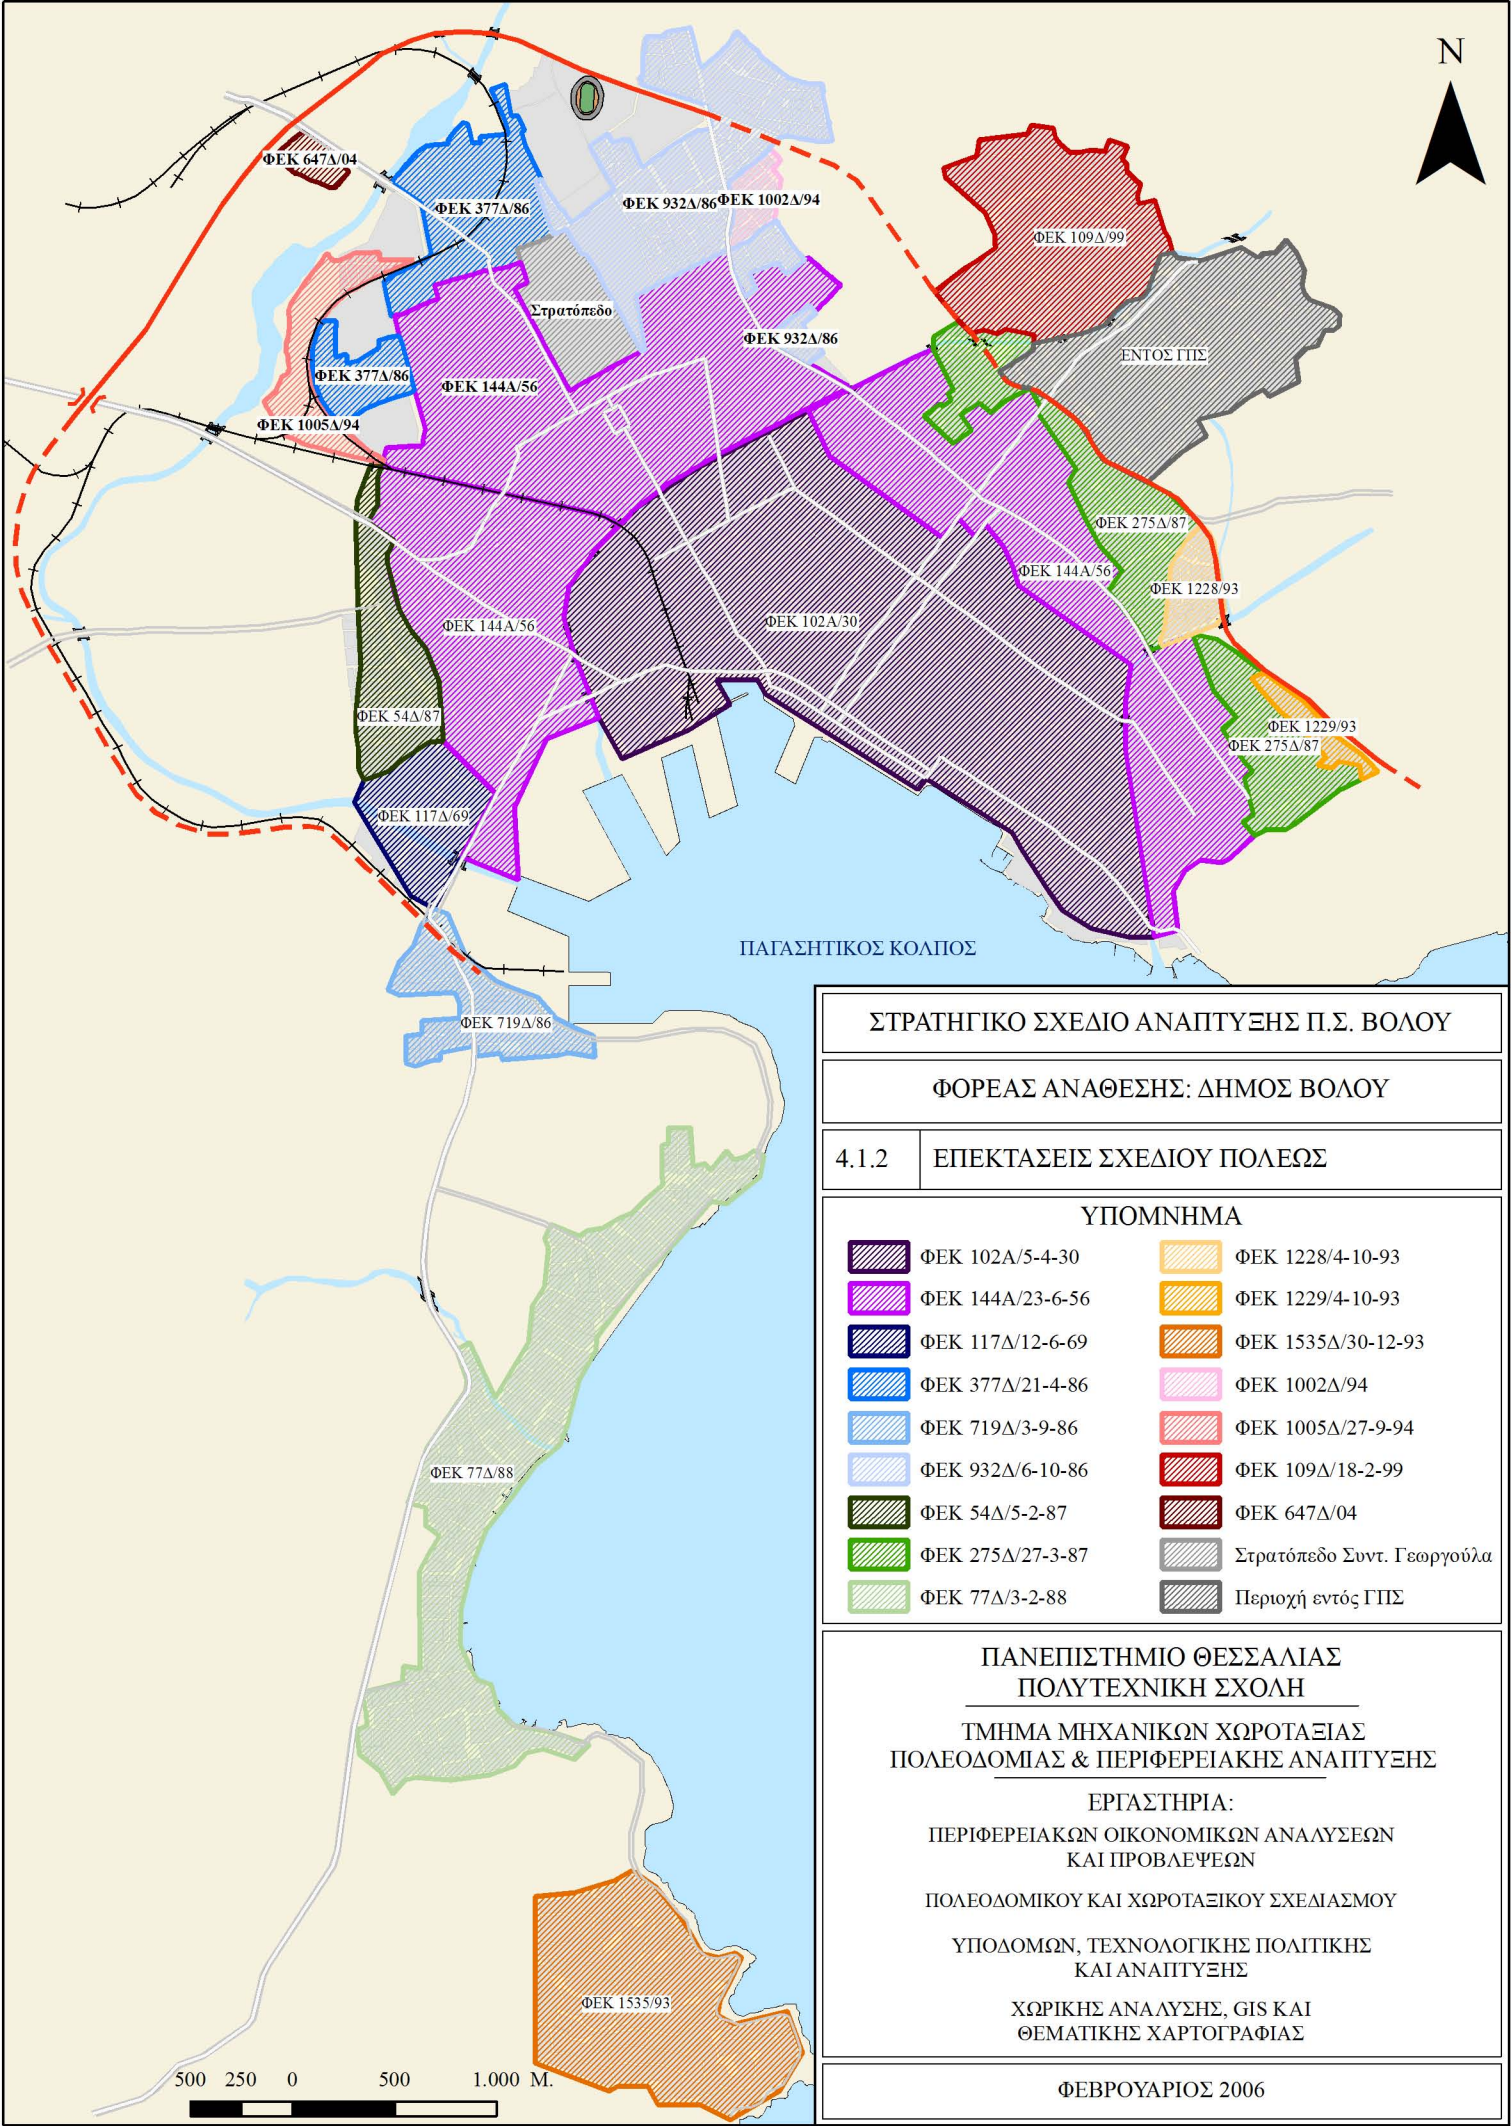 N
ΦΕΚ 647Δ/04
ΦΕΚ 377Δ/86
ΦΕΚ 932Δ/86
ΦΕΚ 1002Δ/94
ΦΕΚ 109Δ/99
Στρατόπεδο
ΦΕΚ 932Δ/86
ΕΝΤΟΣ ΓΠΣ
ΦΕΚ 377Δ/86
ΦΕΚ 144Α/56
ΦΕΚ 1005Δ/94
ΦΕΚ 275Δ/87
ΦΕΚ 144Α/56
ΦΕΚ 1228/93
ΦΕΚ 144Α/56
ΦΕΚ 102Α/30
ΦΕΚ 54Δ/87
ΦΕΚ 1229/93
ΦΕΚ 275Δ/87
ΦΕΚ 117Δ/69
ΠΑΓΑΣΗΤΙΚΟΣ ΚΟΛΠΟΣ
ΦΕΚ 719Δ/86
ΦΕΚ 77Δ/88
ΦΕΚ 1535/93
500 250 0 500 1.000 Μ.
ΣΤΡΑΤΗΓΙΚΟ ΣΧΕΔΙΟ ΑΝΑΠΤΥΞΗΣ Π.Σ. ΒΟΛΟΥ
ΦΟΡΕΑΣ ΑΝΑΘΕΣΗΣ: ΔΗΜΟΣ ΒΟΛΟΥ
4.1.2 ΕΠΕΚΤΑΣΕΙΣ ΣΧΕΔΙΟΥ ΠΟΛΕΩΣ
ΥΠΟΜΝΗΜΑ
ΦΕΚ 102Α/5-4-30
ΦΕΚ 144Α/23-6-56
ΦΕΚ 117Δ/12-6-69
ΦΕΚ 377Δ/21-4-86
ΦΕΚ 719Δ/3-9-86
ΦΕΚ 932Δ/6-10-86
ΦΕΚ 54Δ/5-2-87
ΦΕΚ 275Δ/27-3-87
ΦΕΚ 77Δ/3-2-88
ΦΕΚ 1228/4-10-93
ΦΕΚ 1229/4-10-93
ΦΕΚ 1535Δ/30-12-93
ΦΕΚ 1002Δ/94
ΦΕΚ 1005Δ/27-9-94
ΦΕΚ 109Δ/18-2-99
ΦΕΚ 647Δ/04
Στρατόπεδο Συντ. Γεωργούλα
Περιοχή εντός ΓΠΣ
ΠΑΝΕΠΙΣΤΗΜΙΟ ΘΕΣΣΑΛΙΑΣ
ΠΟΛΥΤΕΧΝΙΚΗ ΣΧΟΛΗ
ΤΜΗΜΑ ΜΗΧΑΝΙΚΩΝ ΧΩΡΟΤΑΞΙΑΣ
ΠΟΛΕΟΔΟΜΙΑΣ & ΠΕΡΙΦΕΡΕΙΑΚΗΣ ΑΝΑΠΤΥΞΗΣ
ΕΡΓΑΣΤΗΡΙΑ:
ΠΕΡΙΦΕΡΕΙΑΚΩΝ ΟΙΚΟΝΟΜΙΚΩΝ ΑΝΑΛΥΣΕΩΝ
ΚΑΙ ΠΡΟΒΛΕΨΕΩΝ
ΠΟΛΕΟΔΟΜΙΚΟΥ ΚΑΙ ΧΩΡΟΤΑΞΙΚΟΥ ΣΧΕΔΙΑΣΜΟΥ
ΥΠΟΔΟΜΩΝ, ΤΕΧΝΟΛΟΓΙΚΗΣ ΠΟΛΙΤΙΚΗΣ
ΚΑΙ ΑΝΑΠΤΥΞΗΣ
ΧΩΡΙΚΗΣ ΑΝΑΛΥΣΗΣ, GIS ΚΑΙ
ΘΕΜΑΤΙΚΗΣ ΧΑΡΤΟΓΡΑΦΙΑΣ
ΦΕΒΡΟΥΑΡΙΟΣ 2006